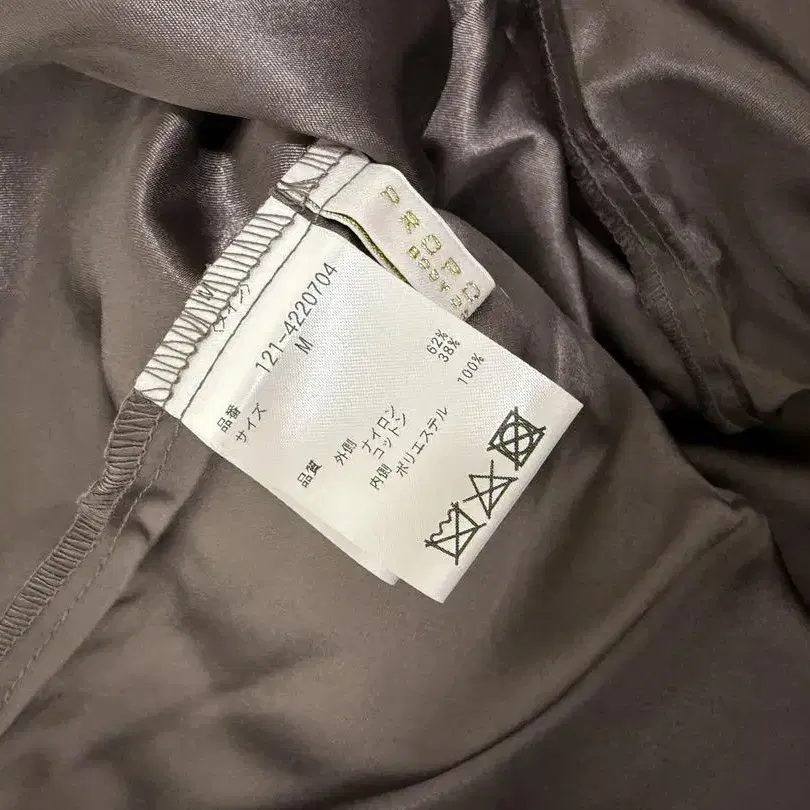 品番 121-4220704
サイズ M
品質 外側 ナイロン 62%
コットン 38%
内側 ポリエステル 100%